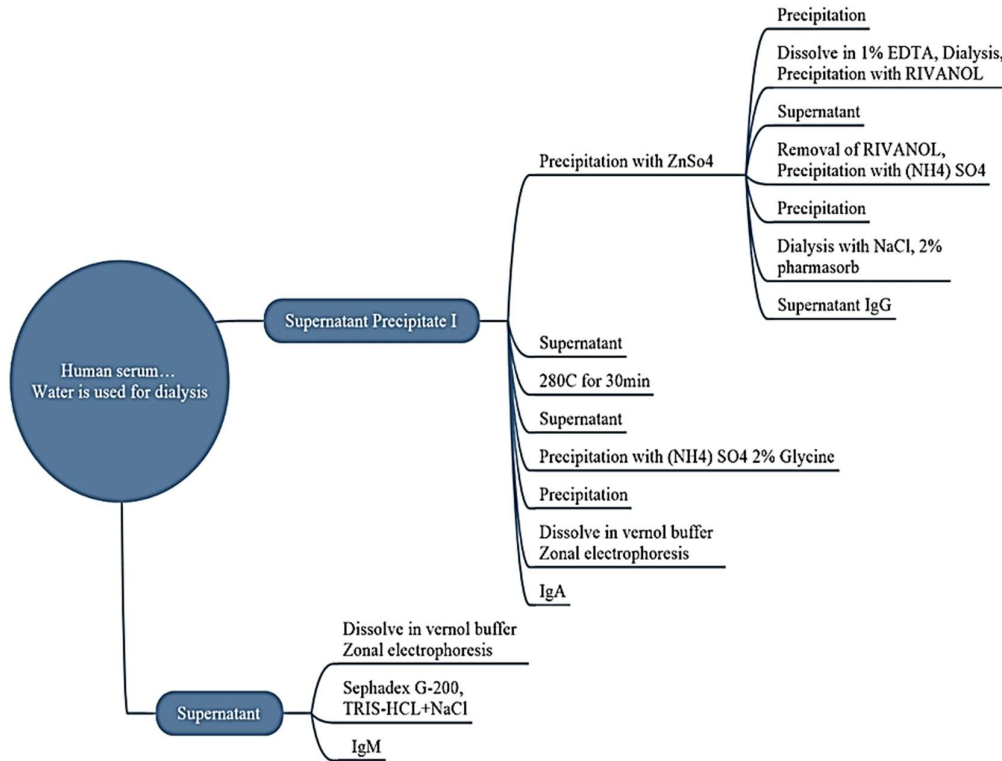 Human serum...
Water is used for dialysis
Supernatant Precipitate I
Precipitation with ZnSo4
Precipitation
Dissolve in 1% EDTA, Dialysis,
Precipitation with RIVANOL
Supernatant
Removal of RIVANOL,
Precipitation with (NH4) SO4
Precipitation
Dialysis with NaCl, 2%
pharmasorb
Supernatant IgG
Supernatant
280C for 30min
Supernatant
Precipitation with (NH4) SO4 2% Glycine
Precipitation
Dissolve in vernol buffer
Zonal electrophoresis
IgA
Supernatant
Dissolve in vernol buffer
Zonal electrophoresis
Sephadex G-200,
TRIS-HCL+NaCl
IgM